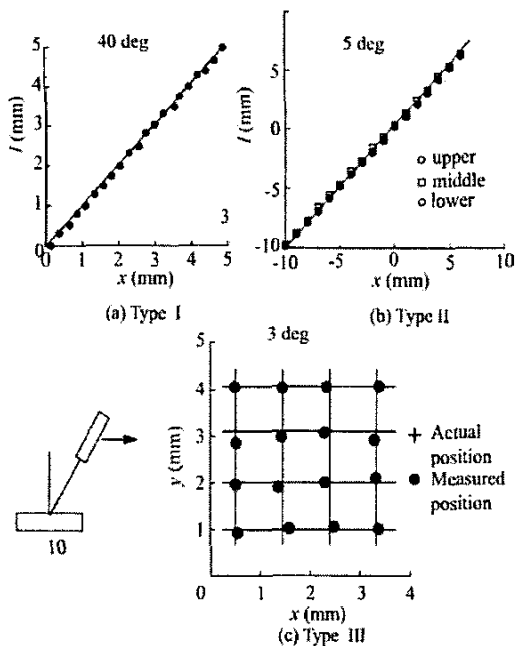 40 deg
l (mm)
5
4
3
2
1
0
0 1 2 3 4 5
3
x (mm)
(a) Type I
5 deg
l (mm)
5
0
-5
-10
-10 -5 0 5 10
upper
middle
lower
x (mm)
(b) Type II
10
3 deg
y (mm)
5
4
3
2
1
0 1 2 3 4
Actual
position
Measured
position
x (mm)
(c) Type III